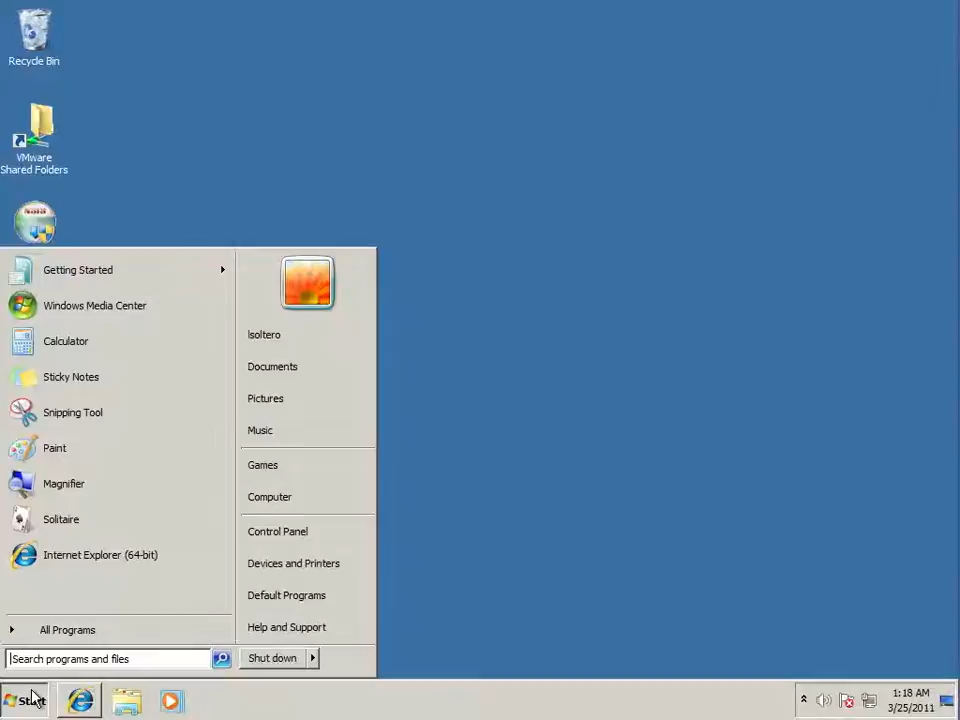 Recycle Bin
VMware
Shared Folders
Getting Started
Windows Media Center
Calculator
Sticky Notes
Snipping Tool
Paint
Magnifier
Solitaire
Internet Explorer (64-bit)
All Programs
Search programs and files
lsoltero
Documents
Pictures
Music
Games
Computer
Control Panel
Devices and Printers
Default Programs
Help and Support
Shut down
Start
1:18 AM
3/25/2011